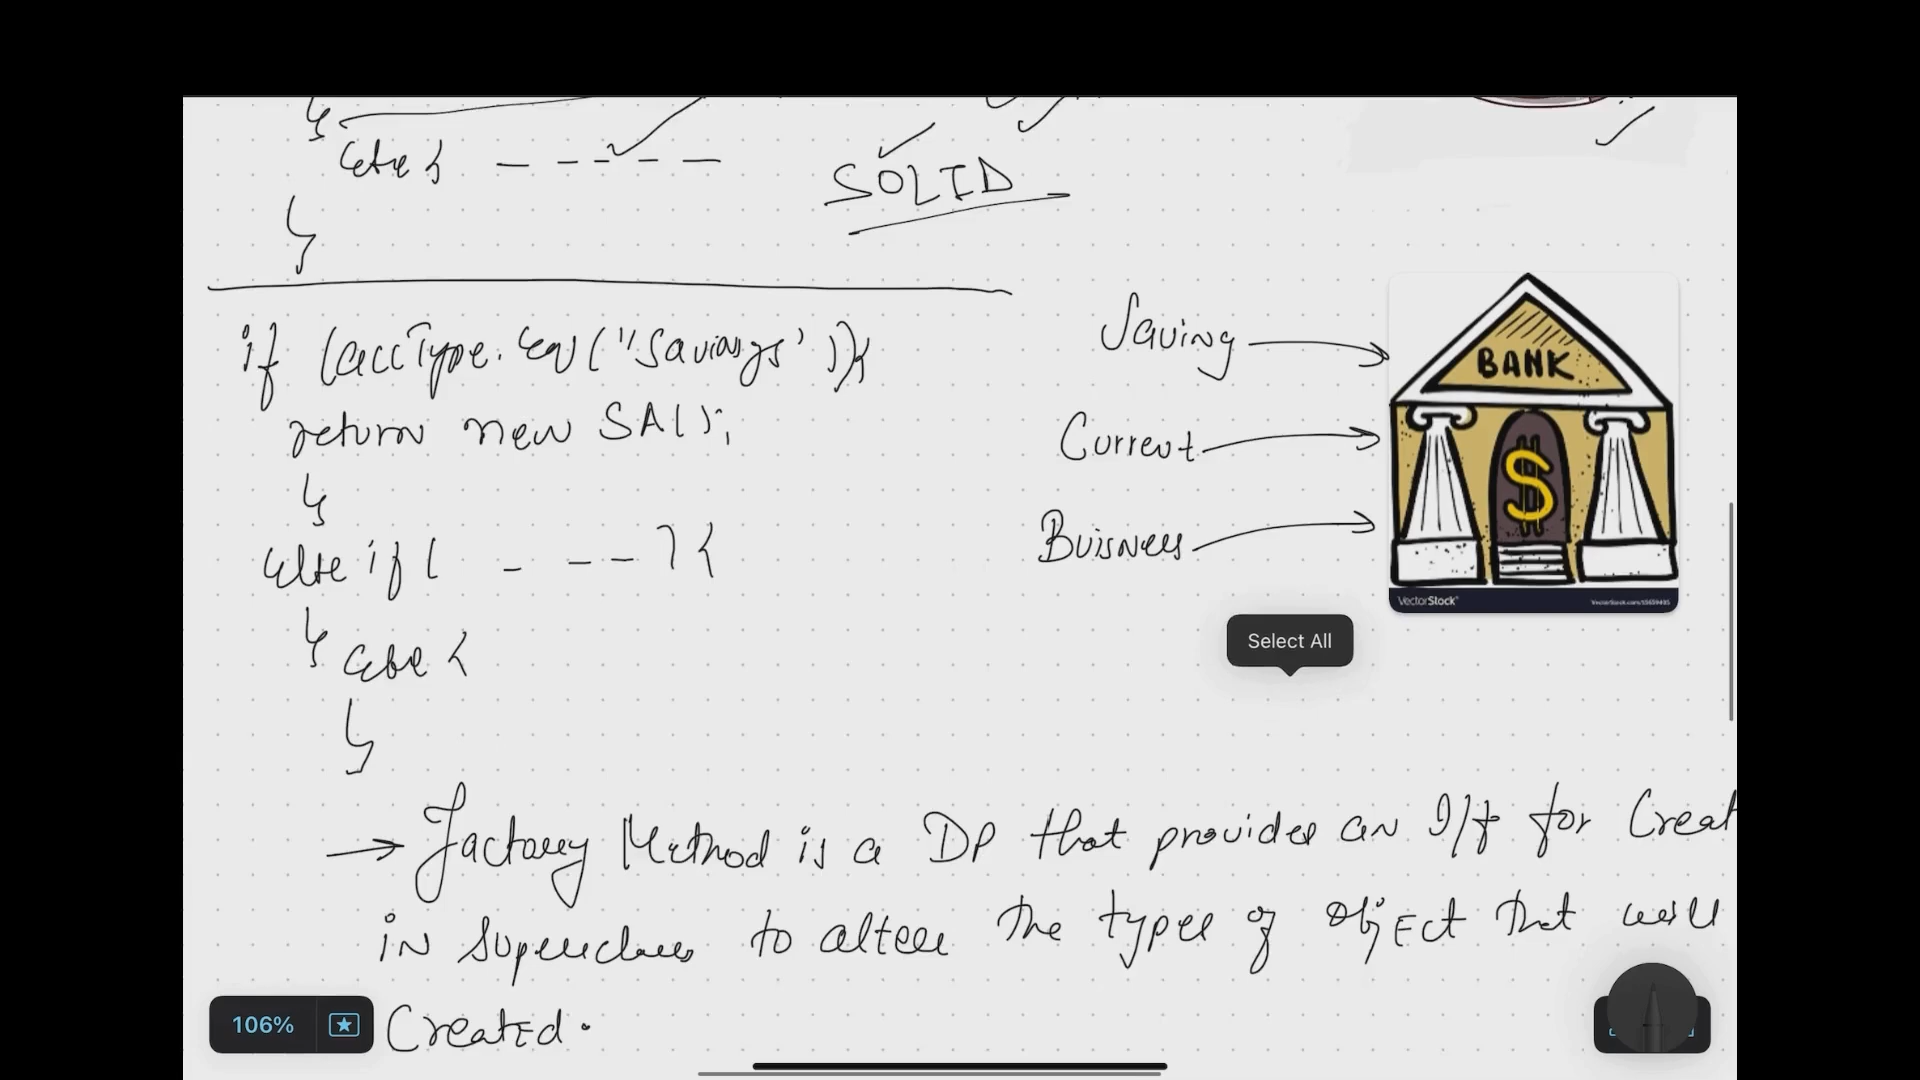 else { - - - - -
SOLID
}
if (accType.eq("Savings")){
return new SA();
}
else if ( - - - ) {
} else {
}
Saving
Current
Buisness
BANK
$
VectorStock®
Select All
→ Factory Method is a DP that provides an I/f for Creat
in Superclass to alter the types of object that will
Created.
106%